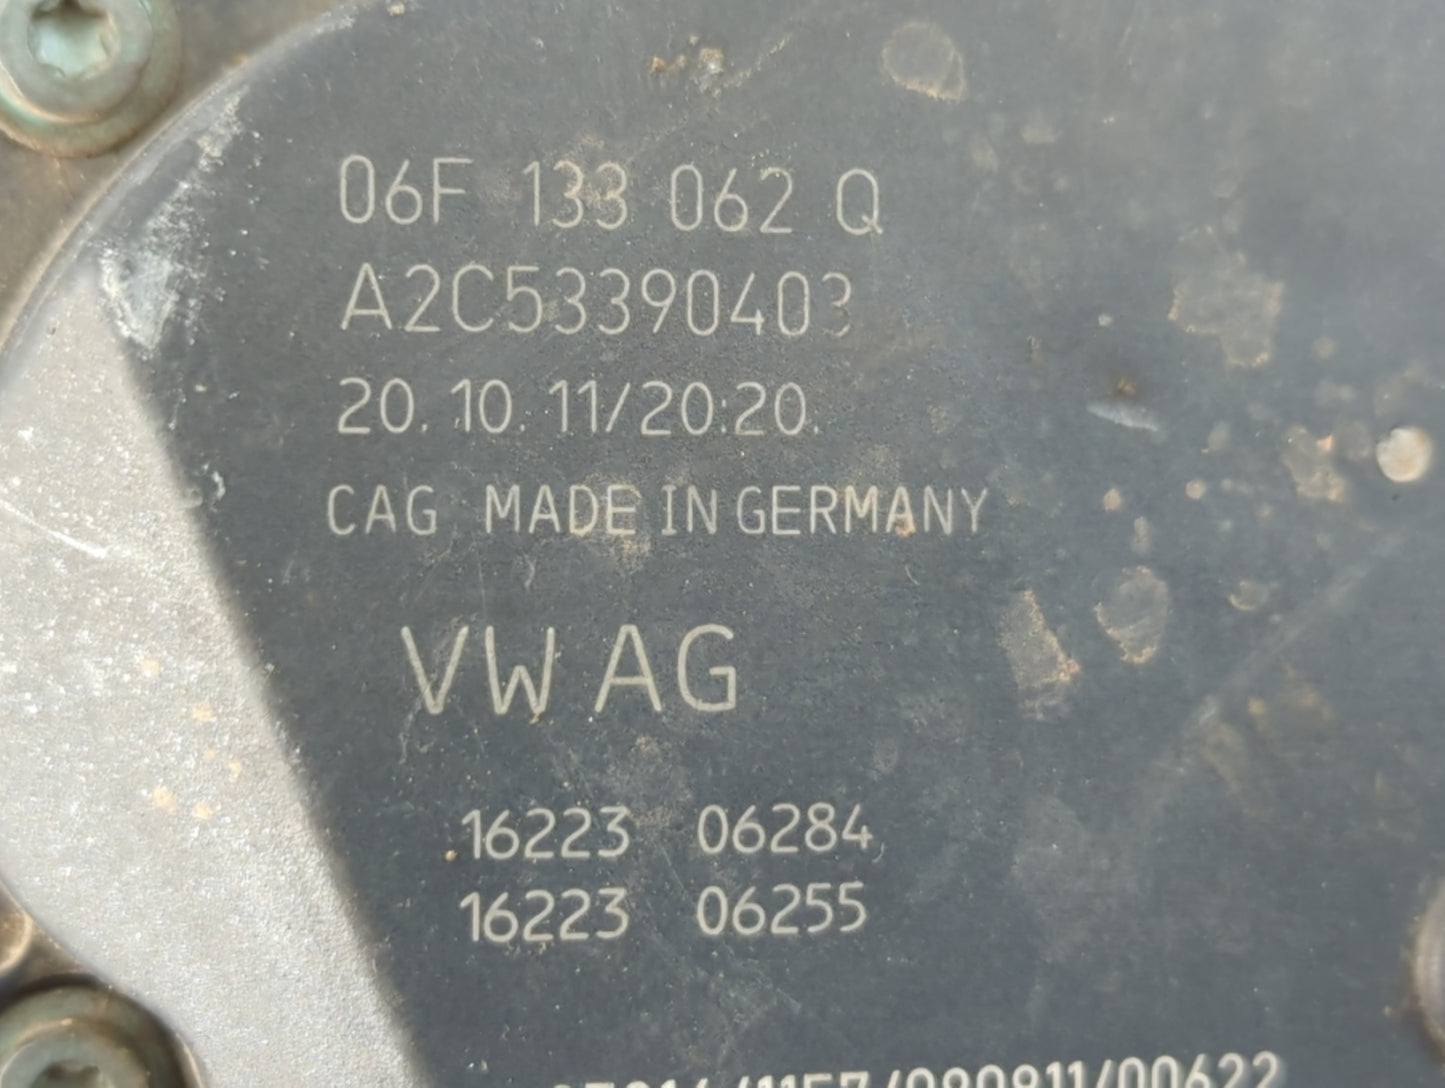 06F 133 062 Q
A2C53390403
20.10.11/20:20
CAG MADE IN GERMANY
VW AG
16223 06284
16223 06255